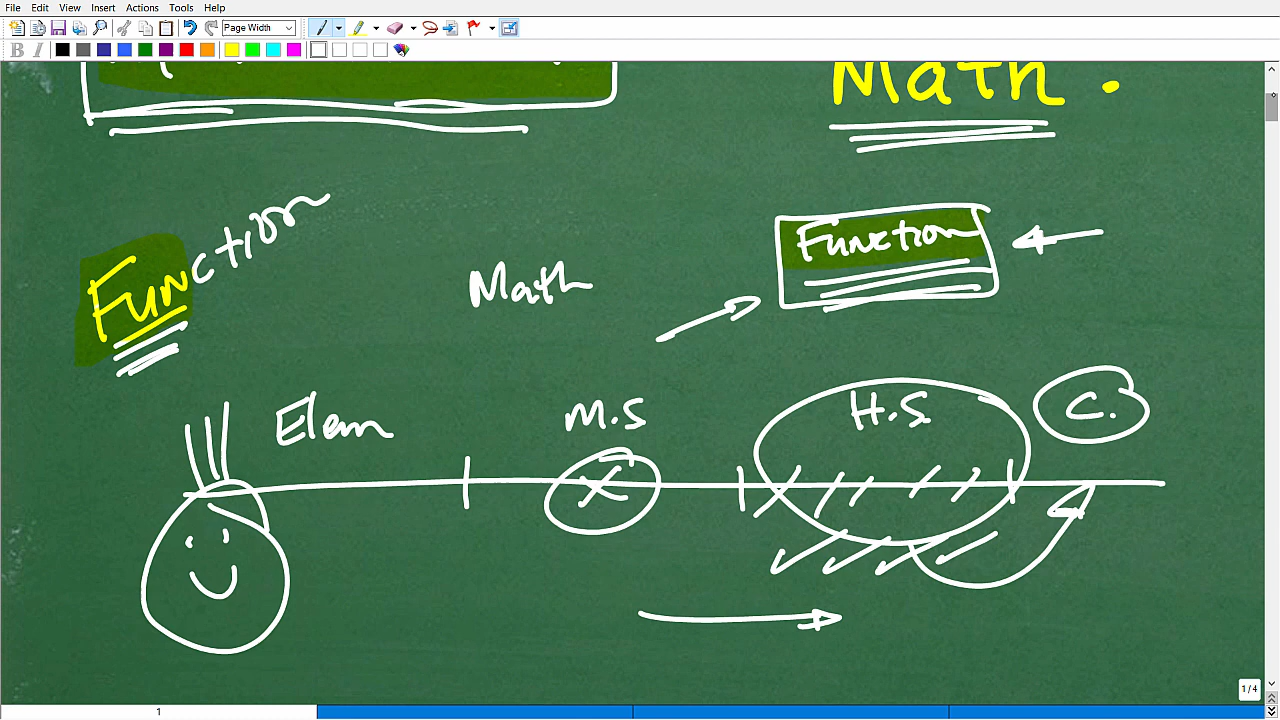 File Edit View Insert Actions Tools Help
Page Width
B I
Math.
Function
Function
Math
Elem
M.S
H.S
C.
1/4
1